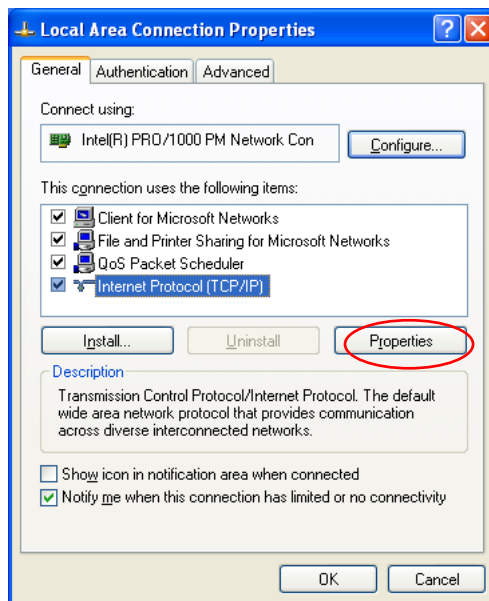 Local Area Connection Properties
General Authentication Advanced
Connect using:
Intel(R) PRO/1000 PM Network Con Configure...
This connection uses the following items:
Client for Microsoft Networks
File and Printer Sharing for Microsoft Networks
QoS Packet Scheduler
Internet Protocol (TCP/IP)
Install... Uninstall Properties
Description
Transmission Control Protocol/Internet Protocol. The default
wide area network protocol that provides communication
across diverse interconnected networks.
Show icon in notification area when connected
Notify me when this connection has limited or no connectivity
OK Cancel